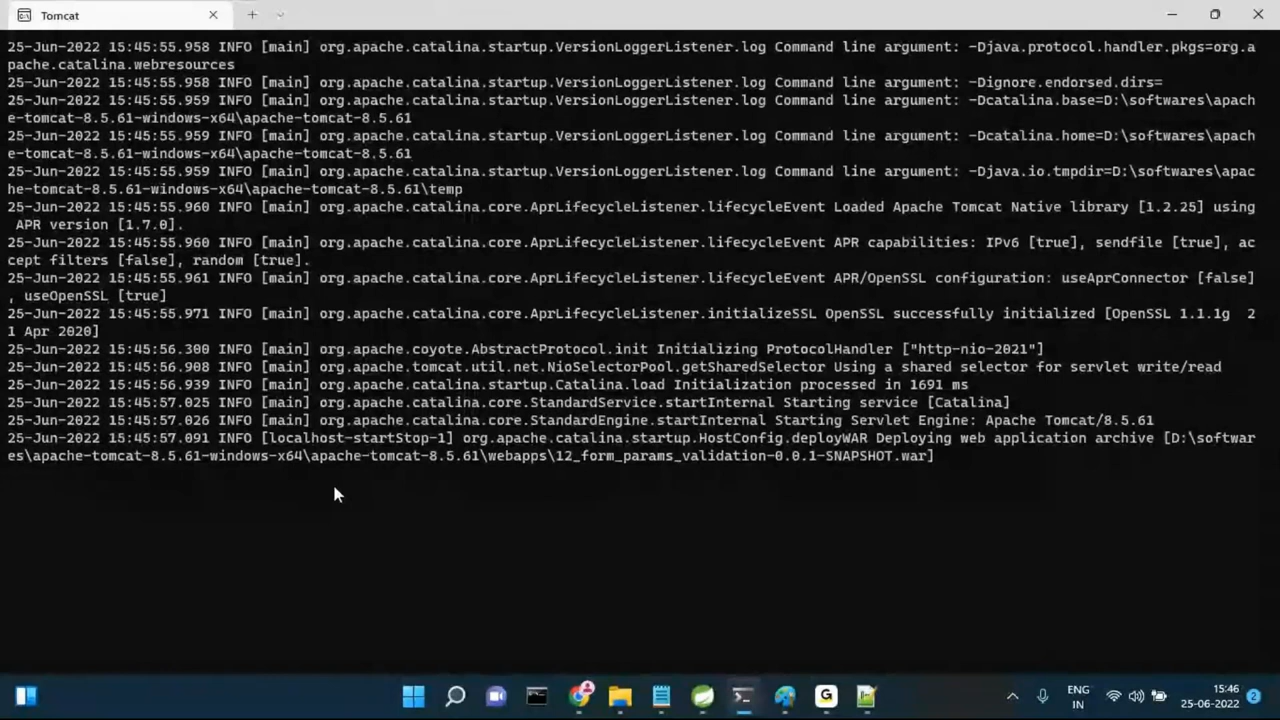 Tomcat
25-Jun-2022 15:45:55.958 INFO [main] org.apache.catalina.startup.VersionLoggerListener.log Command line argument: -Djava.protocol.handler.pkgs=org.a
pache.catalina.webresources
25-Jun-2022 15:45:55.958 INFO [main] org.apache.catalina.startup.VersionLoggerListener.log Command line argument: -Dignore.endorsed.dirs=
25-Jun-2022 15:45:55.959 INFO [main] org.apache.catalina.startup.VersionLoggerListener.log Command line argument: -Dcatalina.base=D:\softwares\apach
e-tomcat-8.5.61-windows-x64\apache-tomcat-8.5.61
25-Jun-2022 15:45:55.959 INFO [main] org.apache.catalina.startup.VersionLoggerListener.log Command line argument: -Dcatalina.home=D:\softwares\apach
e-tomcat-8.5.61-windows-x64\apache-tomcat-8.5.61
25-Jun-2022 15:45:55.959 INFO [main] org.apache.catalina.startup.VersionLoggerListener.log Command line argument: -Djava.io.tmpdir=D:\softwares\apac
he-tomcat-8.5.61-windows-x64\apache-tomcat-8.5.61\temp
25-Jun-2022 15:45:55.960 INFO [main] org.apache.catalina.core.AprLifecycleListener.lifecycleEvent Loaded Apache Tomcat Native library [1.2.25] using
APR version [1.7.0].
25-Jun-2022 15:45:55.960 INFO [main] org.apache.catalina.core.AprLifecycleListener.lifecycleEvent APR capabilities: IPv6 [true], sendfile [true], ac
cept filters [false], random [true].
25-Jun-2022 15:45:55.961 INFO [main] org.apache.catalina.core.AprLifecycleListener.lifecycleEvent APR/OpenSSL configuration: useAprConnector [false]
, useOpenSSL [true]
25-Jun-2022 15:45:55.971 INFO [main] org.apache.catalina.core.AprLifecycleListener.initializeSSL OpenSSL successfully initialized [OpenSSL 1.1.1g  2
1 Apr 2020]
25-Jun-2022 15:45:56.300 INFO [main] org.apache.coyote.AbstractProtocol.init Initializing ProtocolHandler ["http-nio-2021"]
25-Jun-2022 15:45:56.908 INFO [main] org.apache.tomcat.util.net.NioSelectorPool.getSharedSelector Using a shared selector for servlet write/read
25-Jun-2022 15:45:56.939 INFO [main] org.apache.catalina.startup.Catalina.load Initialization processed in 1691 ms
25-Jun-2022 15:45:57.025 INFO [main] org.apache.catalina.core.StandardService.startInternal Starting service [Catalina]
25-Jun-2022 15:45:57.026 INFO [main] org.apache.catalina.core.StandardEngine.startInternal Starting Servlet Engine: Apache Tomcat/8.5.61
25-Jun-2022 15:45:57.091 INFO [localhost-startStop-1] org.apache.catalina.startup.HostConfig.deployWAR Deploying web application archive [D:\softwar
es\apache-tomcat-8.5.61-windows-x64\apache-tomcat-8.5.61\webapps\12_form_params_validation-0.0.1-SNAPSHOT.war]
ENG
IN
15:46
25-06-2022
2
G